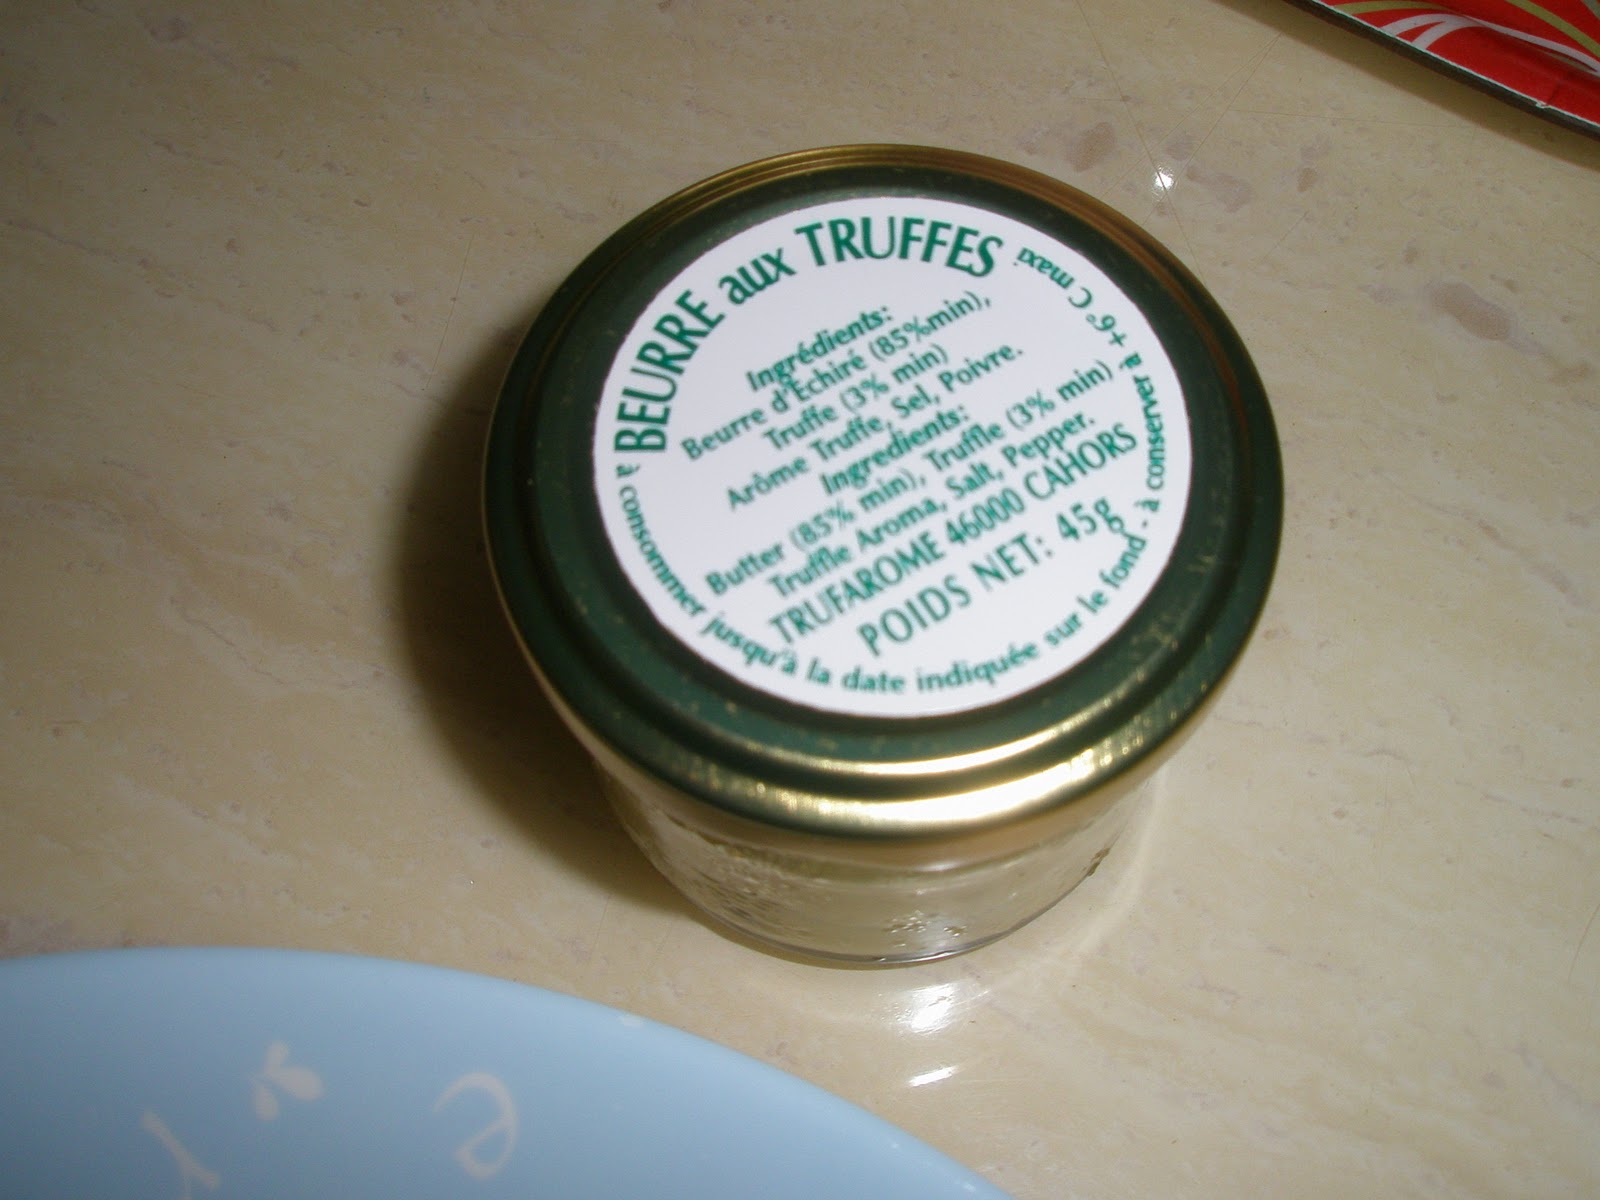 BEURRE aux TRUFFES
Ingrédients:
Beurre d'Échiré (85%min),
Truffe (3% min)
Arôme Truffe, Sel, Poivre.
Ingredients:
Butter (85% min), Truffle (3% min),
Truffle Aroma, Salt, Pepper.
TRUFAROME 46000 CAHORS
POIDS NET: 45g
à consommer jusqu'à la date indiquée sur le fond - à conserver à +6° C maxi
r
e